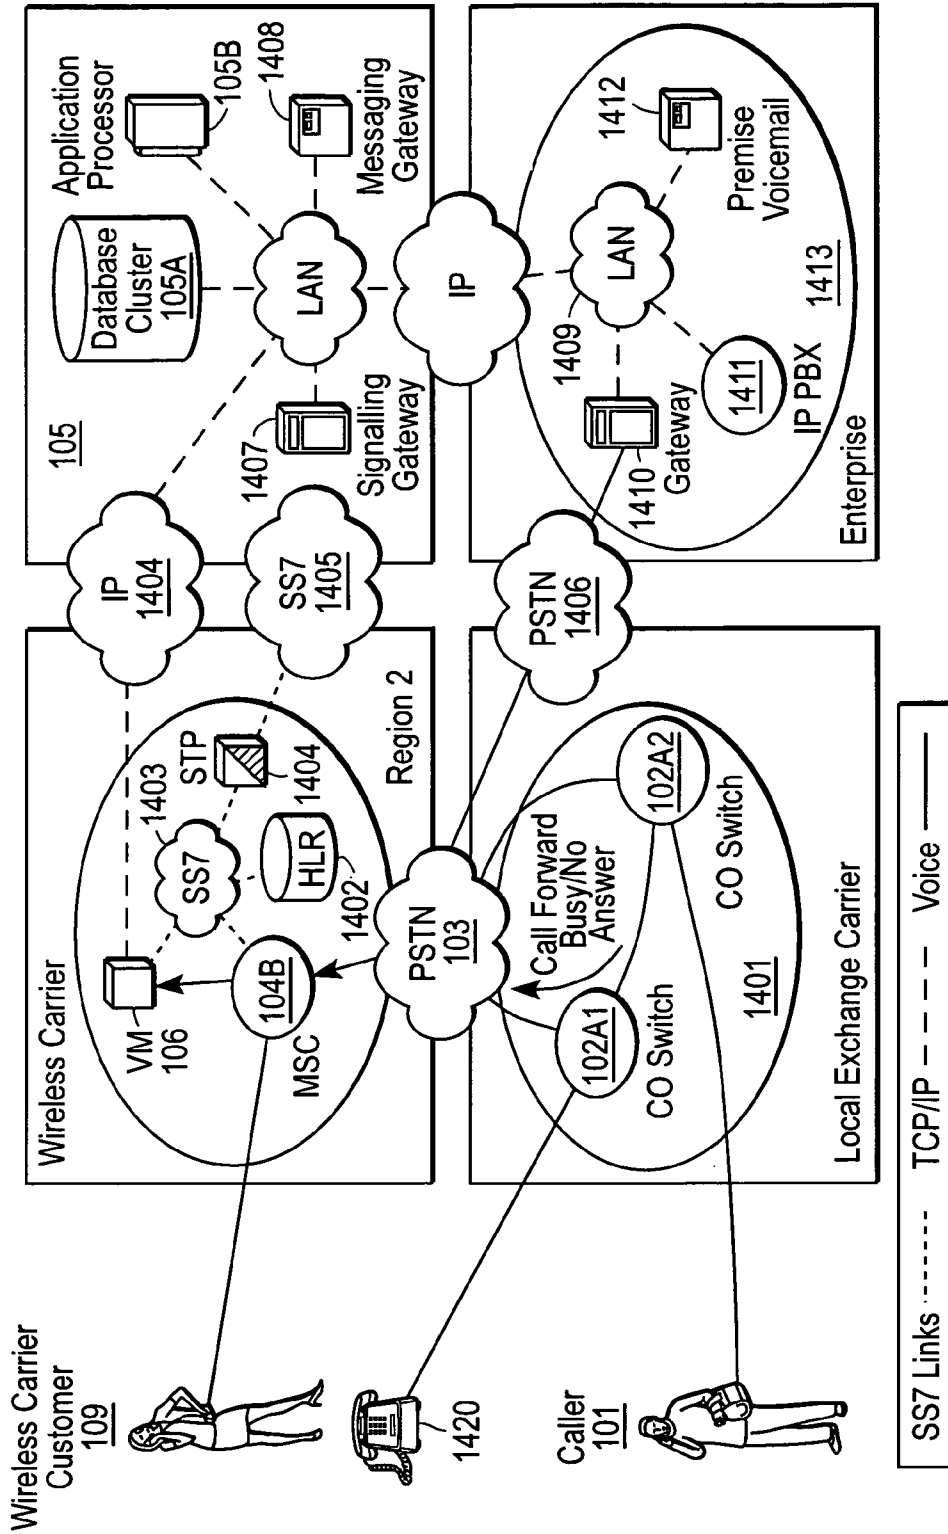 Wireless Carrier
Customer
109
1420
Caller
101
Wireless Carrier
VM
106
104B
MSC
SS7
1403
HLR
1402
STP
1404
Region 2
IP
1404
SS7
1405
105
Database
Cluster
105A
Application
Processor
105B
1408
Messaging
Gateway
LAN
1407
Signalling
Gateway
IP
PSTN
103
PSTN
1406
Call Forward
Busy/No
Answer
102A1
CO Switch
102A2
CO Switch
1401
Local Exchange Carrier
1409
LAN
1412
Premise
Voicemail
1410
Gateway
1411
IP PBX
1413
Enterprise
SS7 Links
TCP/IP
Voice